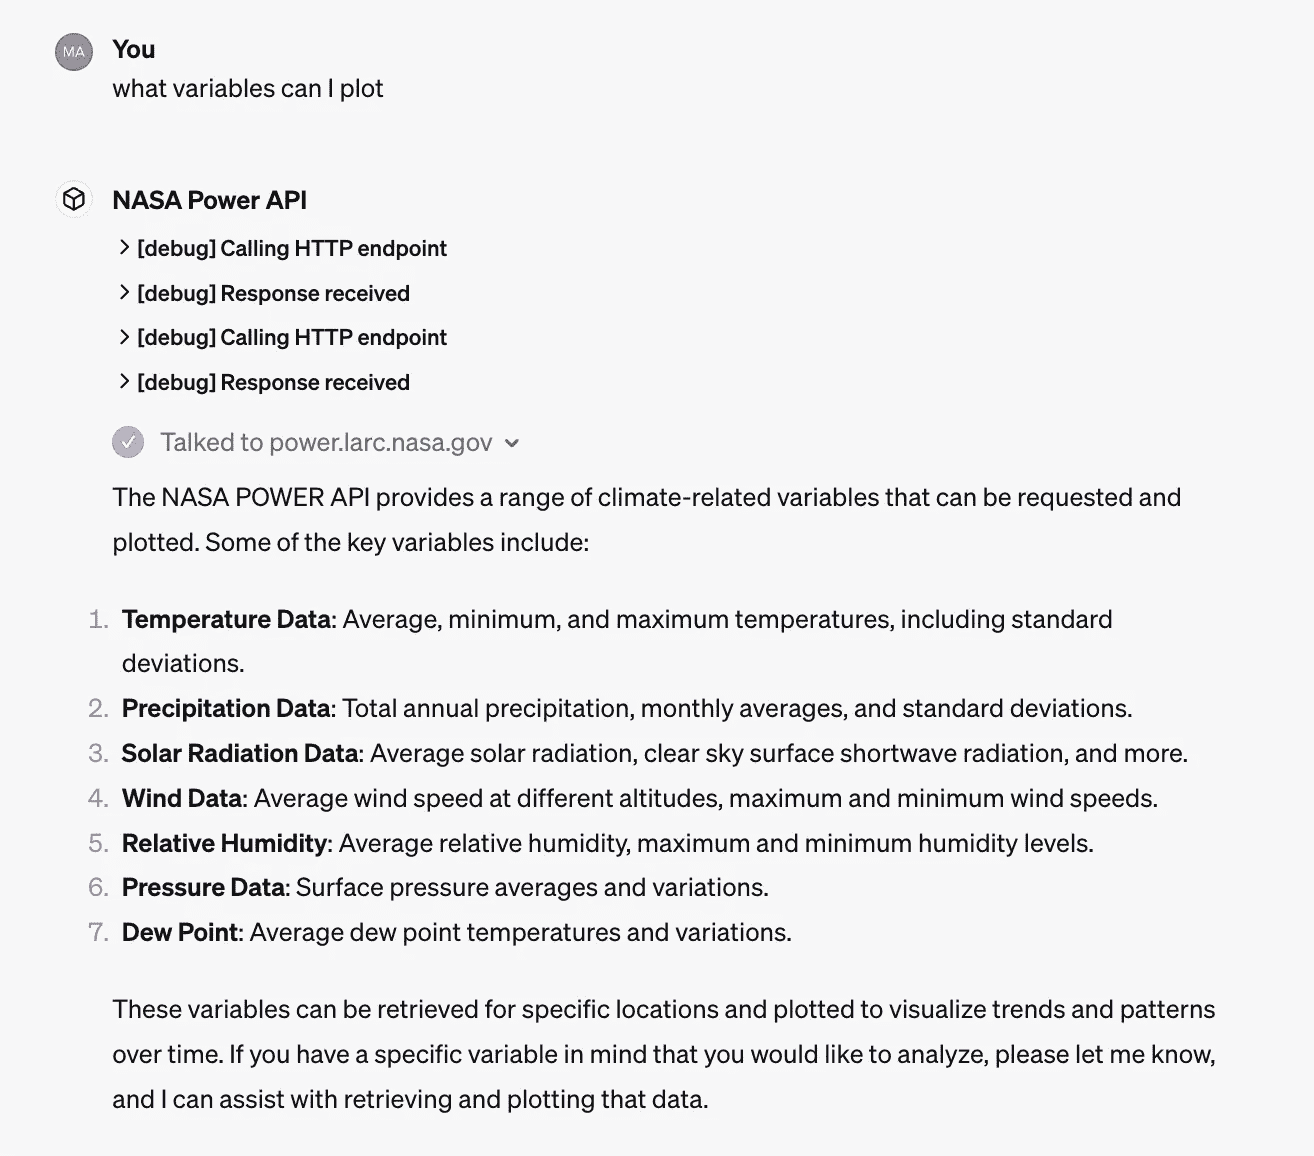 MA
You
what variables can I plot
NASA Power API
[debug] Calling HTTP endpoint
[debug] Response received
[debug] Calling HTTP endpoint
[debug] Response received
Talked to power.larc.nasa.gov
The NASA POWER API provides a range of climate-related variables that can be requested and
plotted. Some of the key variables include:
1. Temperature Data: Average, minimum, and maximum temperatures, including standard
deviations.
2. Precipitation Data: Total annual precipitation, monthly averages, and standard deviations.
3. Solar Radiation Data: Average solar radiation, clear sky surface shortwave radiation, and more.
4. Wind Data: Average wind speed at different altitudes, maximum and minimum wind speeds.
5. Relative Humidity: Average relative humidity, maximum and minimum humidity levels.
6. Pressure Data: Surface pressure averages and variations.
7. Dew Point: Average dew point temperatures and variations.
These variables can be retrieved for specific locations and plotted to visualize trends and patterns
over time. If you have a specific variable in mind that you would like to analyze, please let me know,
and I can assist with retrieving and plotting that data.